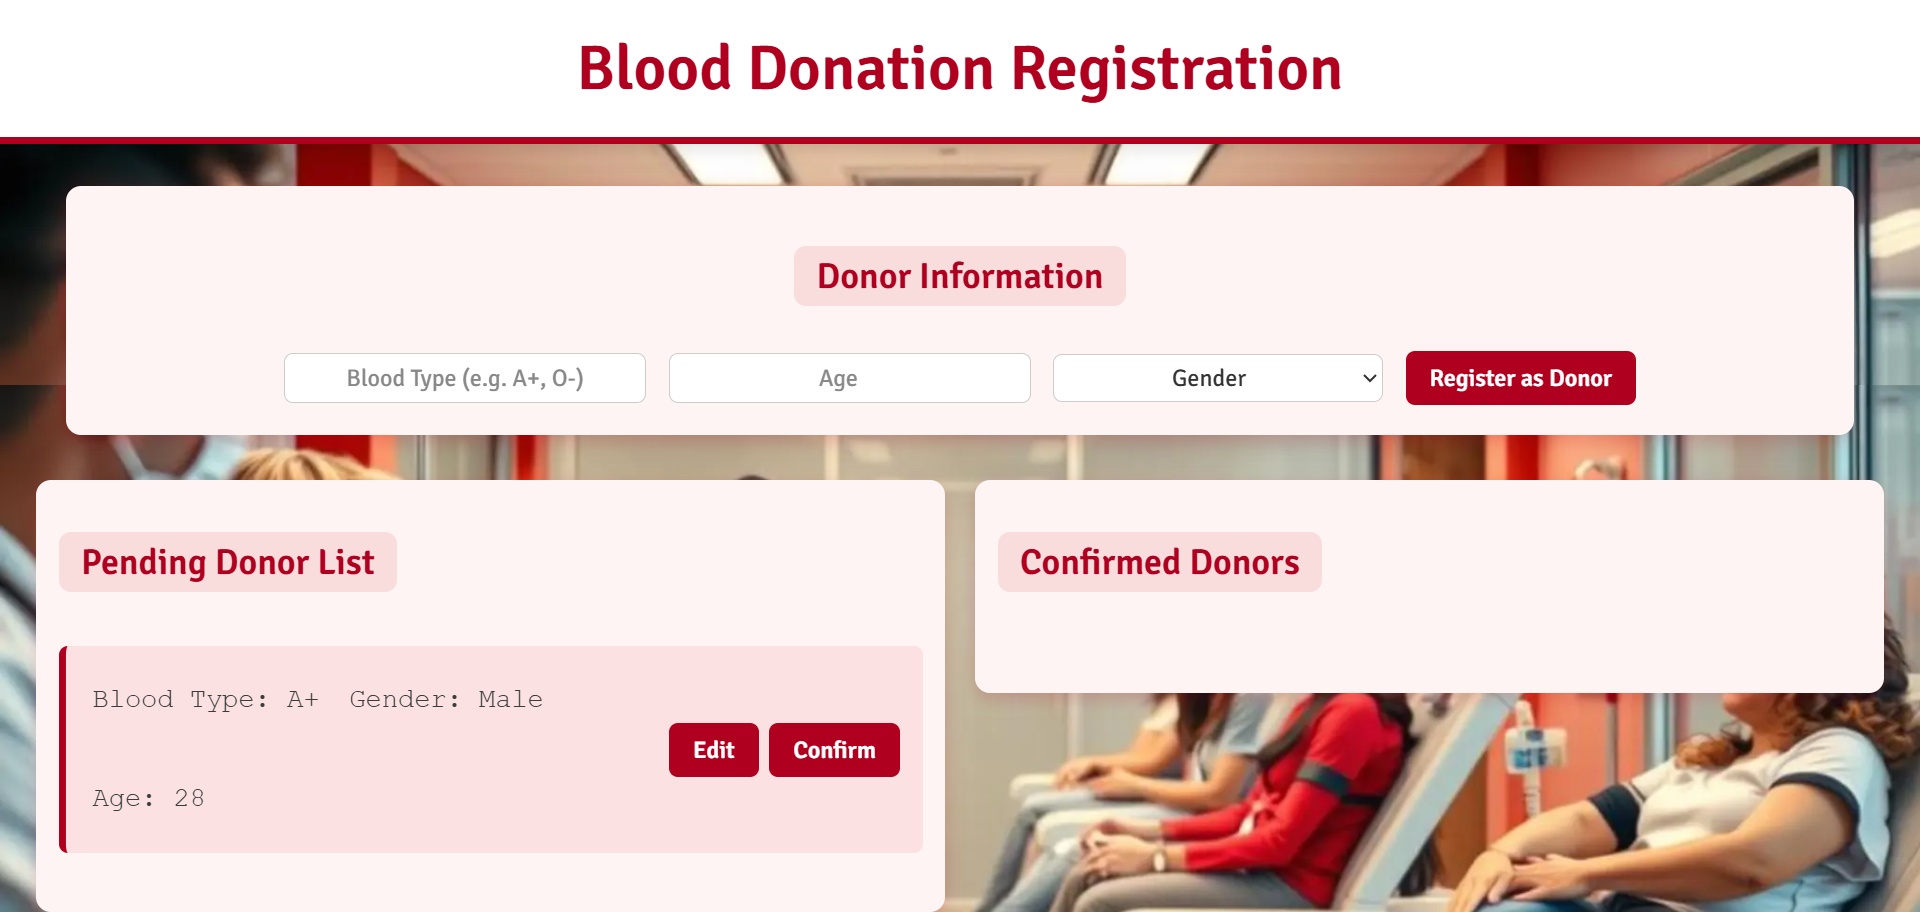 Blood Donation Registration
Donor Information
Blood Type (e.g. A+, O-)
Age
Gender
Register as Donor
Pending Donor List
Blood Type: A+  Gender: Male
Age: 28
Edit
Confirm
Confirmed Donors